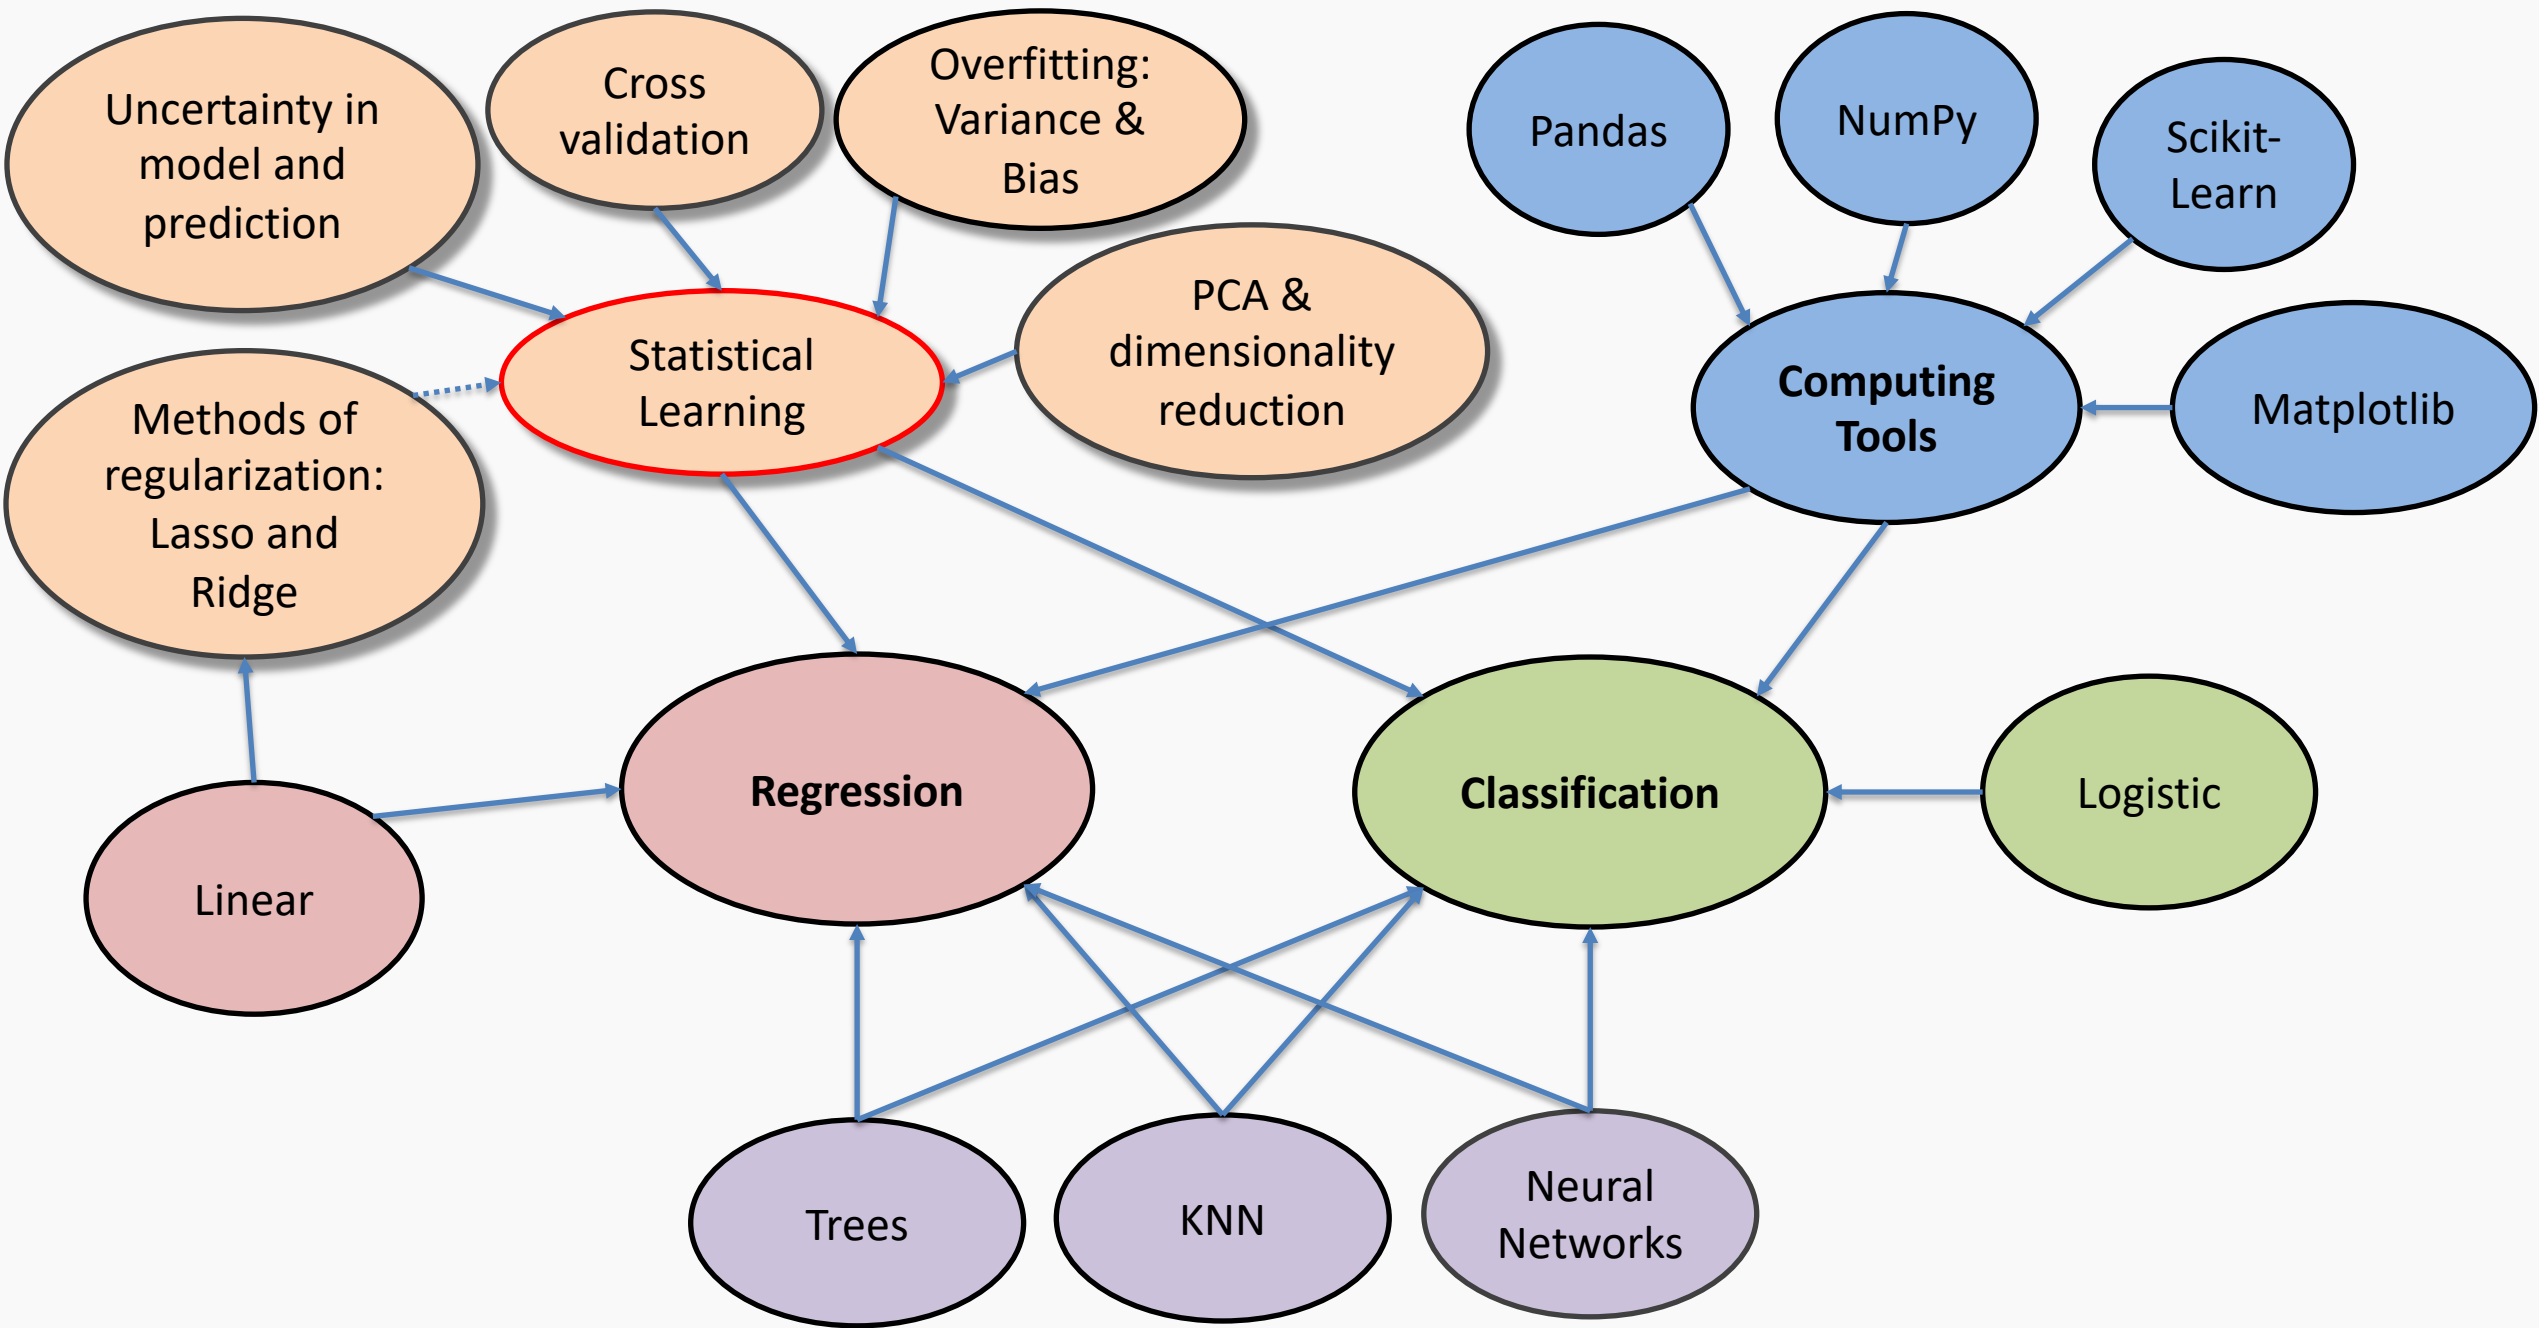 Uncertainty in
model and
prediction
Cross
validation
Overfitting:
Variance &
Bias
Pandas
NumPy
Scikit-
Learn
PCA &
dimensionality
reduction
Statistical
Learning
Computing
Tools
Matplotlib
Methods of
regularization:
Lasso and
Ridge
Regression
Classification
Logistic
Linear
Trees
KNN
Neural
Networks